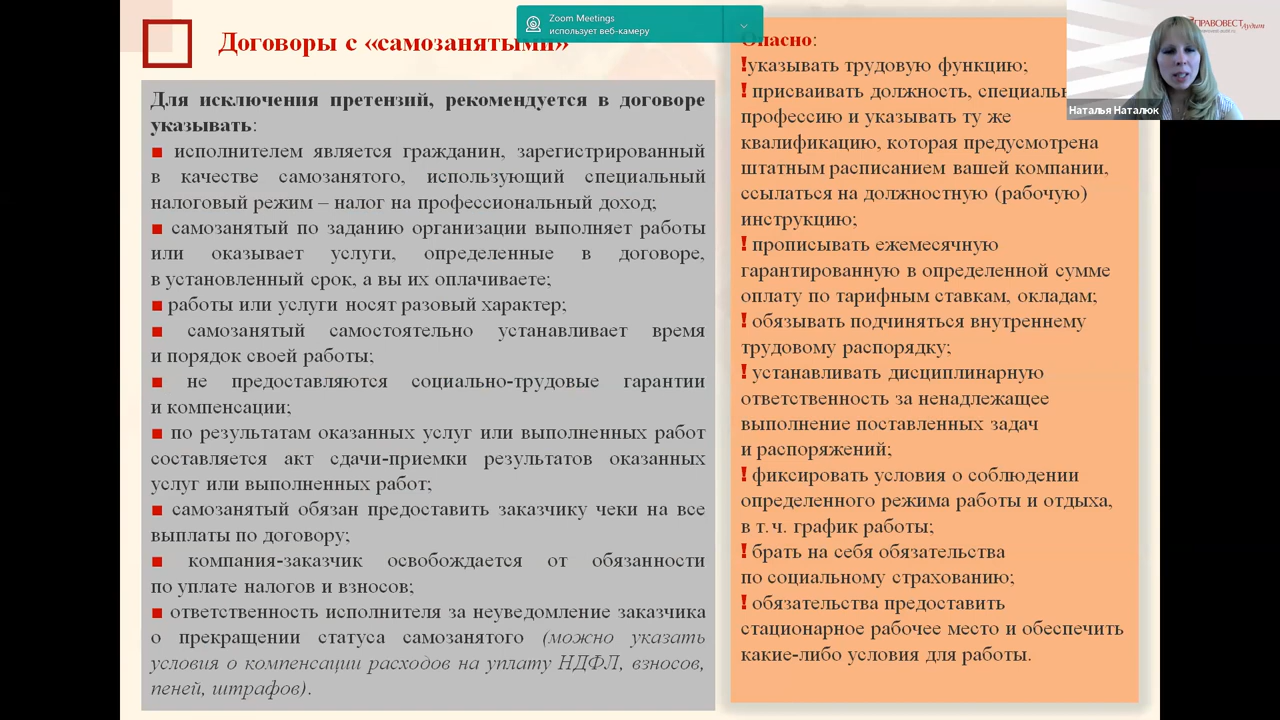 Zoom Meetings
использует веб-камеру
Договоры с «самозанятыми»
Для исключения претензий, рекомендуется в договоре
указывать:
исполнителем является гражданин, зарегистрированный
в качестве самозанятого, использующий специальный
налоговый режим – налог на профессиональный доход;
самозанятый по заданию организации выполняет работы
или оказывает услуги, определенные в договоре,
в установленный срок, а вы их оплачиваете;
работы или услуги носят разовый характер;
самозанятый самостоятельно устанавливает время
и порядок своей работы;
не предоставляются социально-трудовые гарантии
и компенсации;
по результатам оказанных услуг или выполненных работ
составляется акт сдачи-приемки результатов оказанных
услуг или выполненных работ;
самозанятый обязан предоставить заказчику чеки на все
выплаты по договору;
компания-заказчик освобождается от обязанности
по уплате налогов и взносов;
ответственность исполнителя за неуведомление заказчика
о прекращении статуса самозанятого (можно указать
условия о компенсации расходов на уплату НДФЛ, взносов,
пеней, штрафов).
Опасно:
!указывать трудовую функцию;
! присваивать должность,
профессию и указывать ту же
квалификацию, которая предусмотрена
штатным расписанием вашей компании,
ссылаться на должностную (рабочую)
инструкцию;
! прописывать ежемесячную
гарантированную в определенной сумме
оплату по тарифным ставкам, окладам;
! обязывать подчиняться внутреннему
трудовому распорядку;
! устанавливать дисциплинарную
ответственность за ненадлежащее
выполнение поставленных задач
и распоряжений;
! фиксировать условия о соблюдении
определенного режима работы и отдыха,
в т. ч. график работы;
! брать на себя обязательства
по социальному страхованию;
! обязательства предоставить
стационарное рабочее место и обеспечить
какие-либо условия для работы.
ПРАВОВЕСТ Аудит
Наталья Наталюк